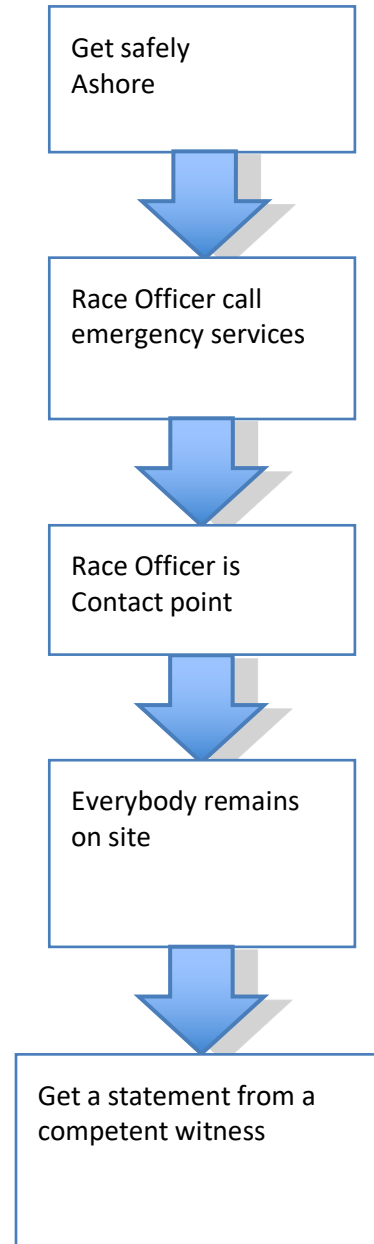 Get safely
Ashore
Race Officer call
emergency services
Race Officer is
Contact point
Everybody remains
on site
Get a statement from a
competent witness